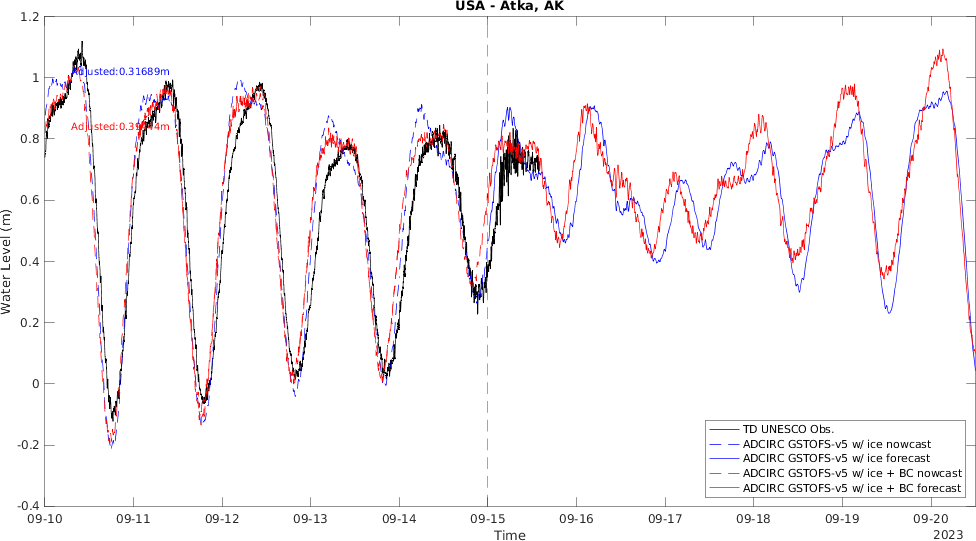 USA - Atka, AK
1.2
1
0.8
0.6
0.4
0.2
0
-0.2
-0.4
Water Level (m)
Adjusted:0.31689m
TD UNESCO Obs.
ADCIRC GSTOFS-v5 w/ ice nowcast
ADCIRC GSTOFS-v5 w/ ice forecast
ADCIRC GSTOFS-v5 w/ ice + BC nowcast
ADCIRC GSTOFS-v5 w/ ice + BC forecast
09-10 09-11 09-12 09-13 09-14 09-15 09-16 09-17 09-18 09-19 09-20
Time
2023